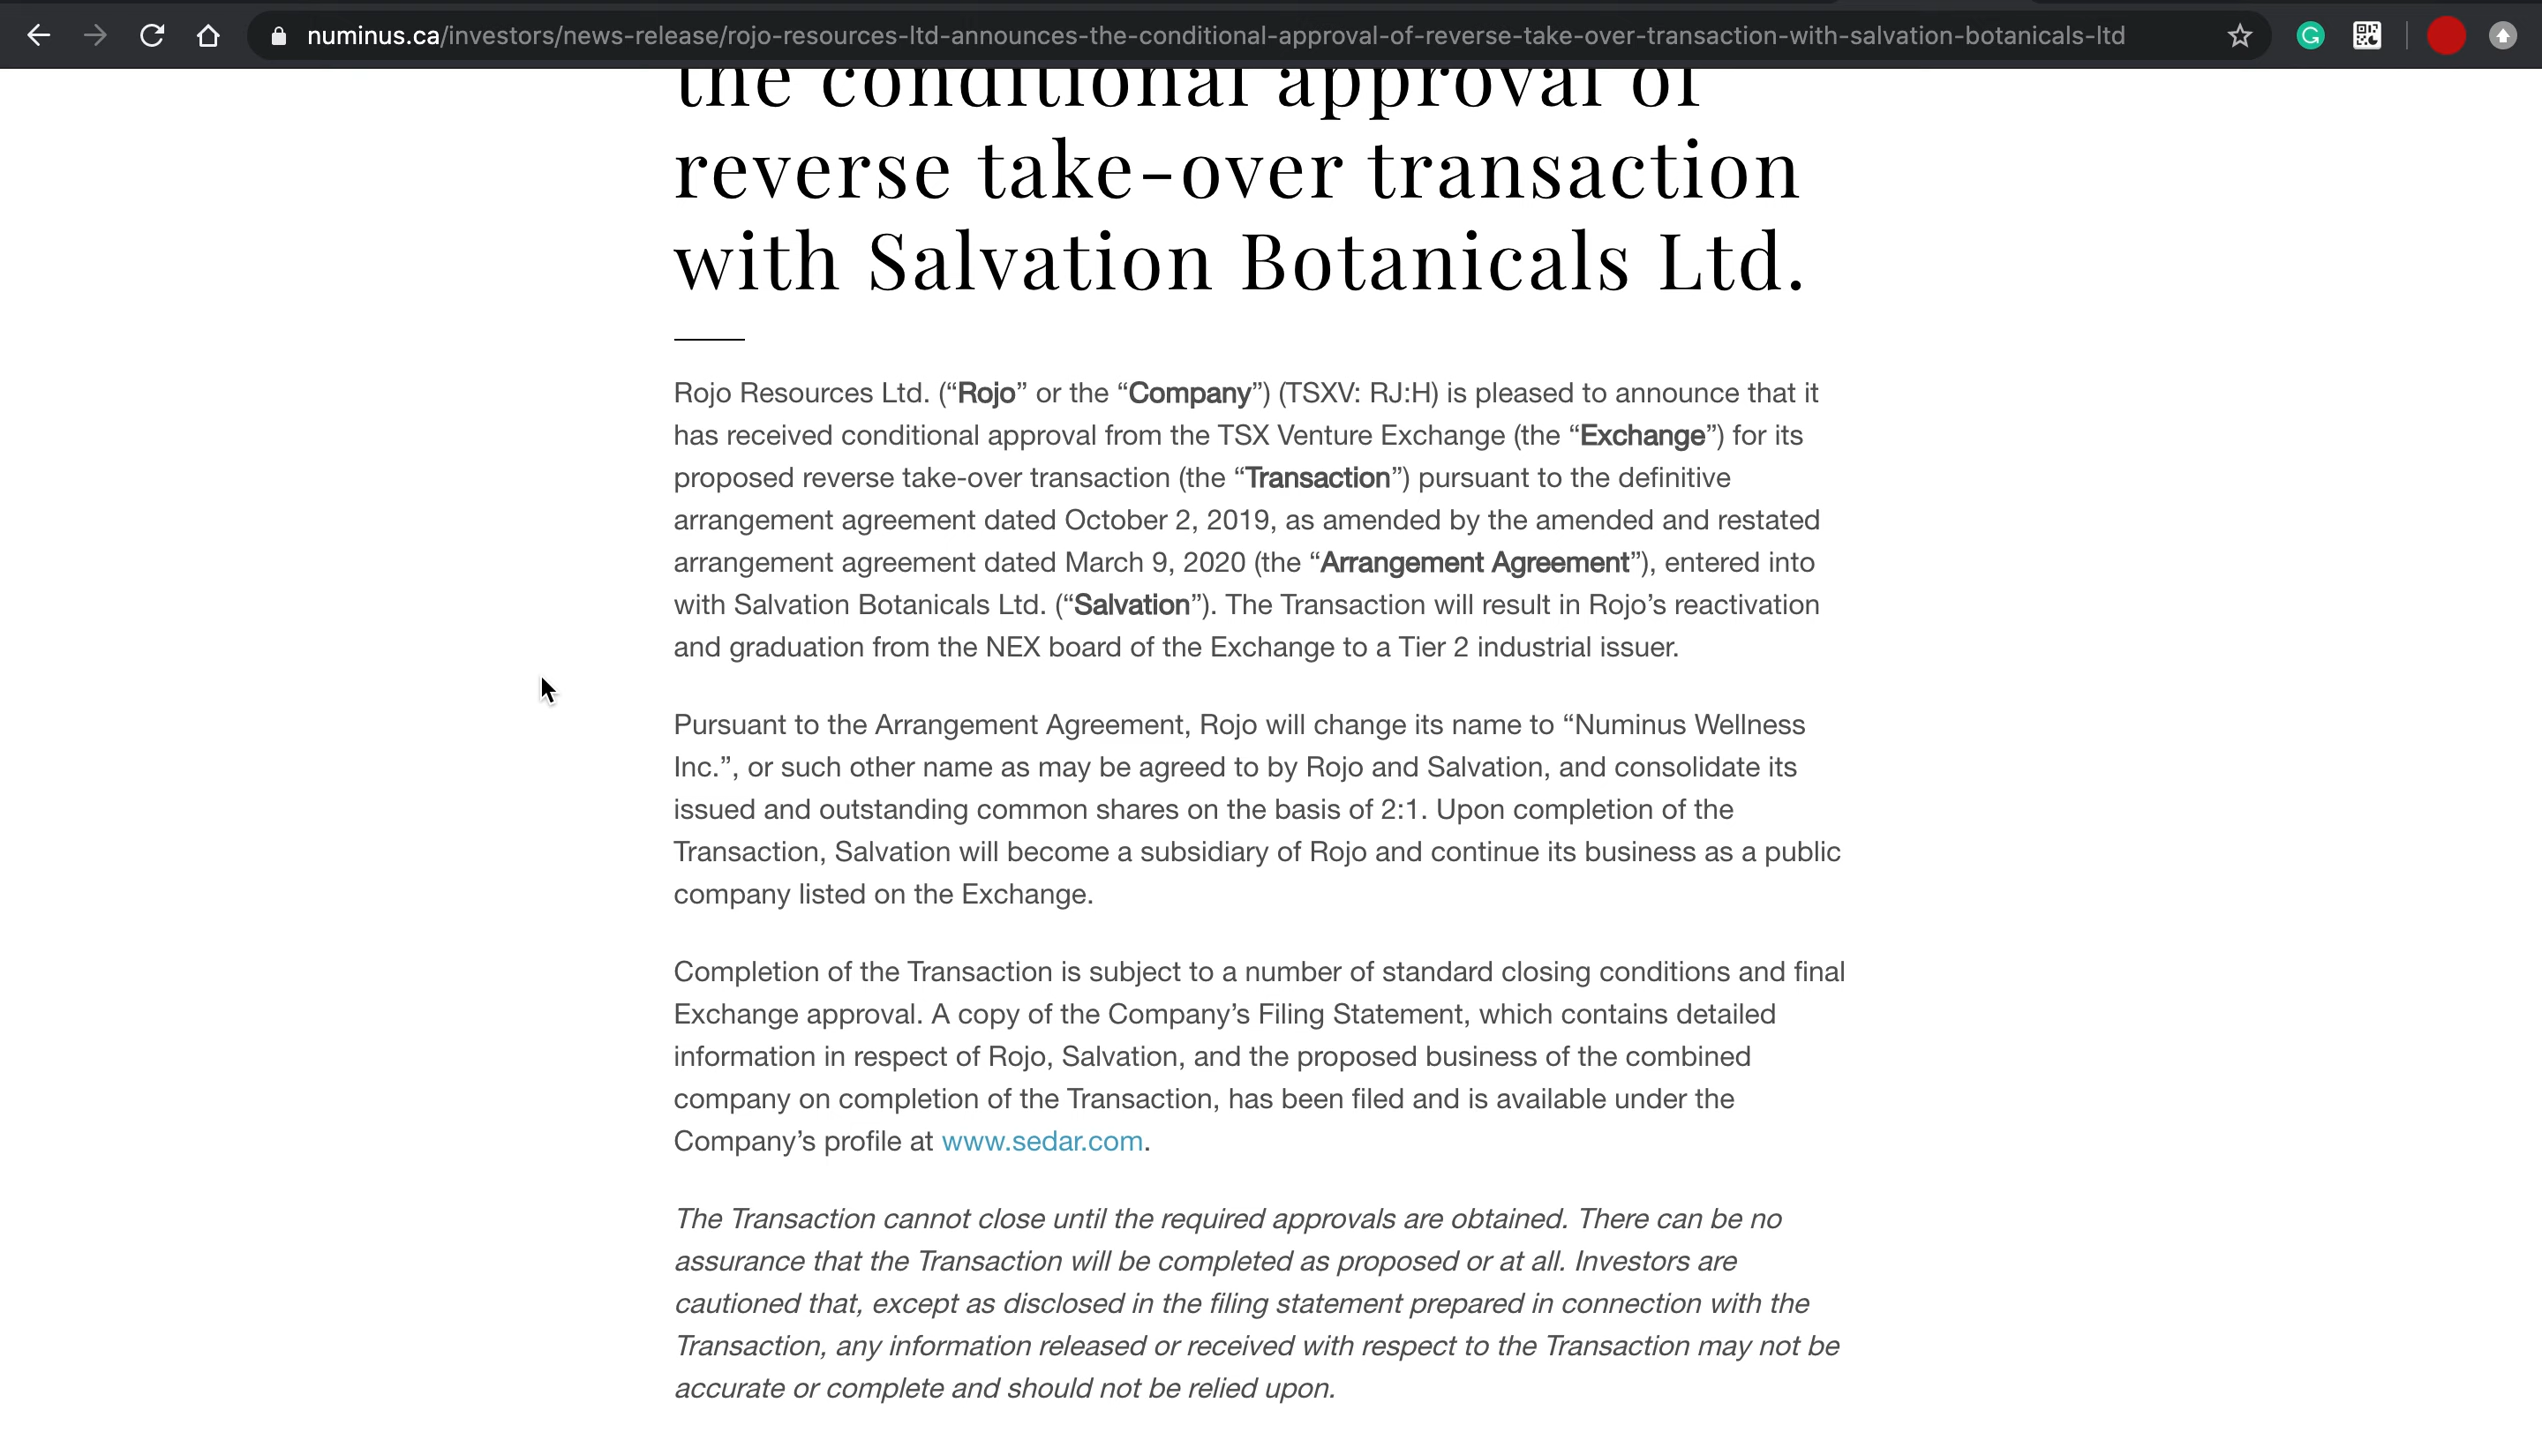 numinus.ca/investors/news-release/rojo-resources-ltd-announces-the-conditional-approval-of-reverse-take-over-transaction-with-salvation-botanicals-ltd
the conditional approval of
reverse take-over transaction
with Salvation Botanicals Ltd.
Rojo Resources Ltd. (“Rojo” or the “Company”) (TSXV: RJ:H) is pleased to announce that it
has received conditional approval from the TSX Venture Exchange (the “Exchange”) for its
proposed reverse take-over transaction (the “Transaction”) pursuant to the definitive
arrangement agreement dated October 2, 2019, as amended by the amended and restated
arrangement agreement dated March 9, 2020 (the “Arrangement Agreement”), entered into
with Salvation Botanicals Ltd. (“Salvation”). The Transaction will result in Rojo’s reactivation
and graduation from the NEX board of the Exchange to a Tier 2 industrial issuer.
Pursuant to the Arrangement Agreement, Rojo will change its name to “Numinus Wellness
Inc.”, or such other name as may be agreed to by Rojo and Salvation, and consolidate its
issued and outstanding common shares on the basis of 2:1. Upon completion of the
Transaction, Salvation will become a subsidiary of Rojo and continue its business as a public
company listed on the Exchange.
Completion of the Transaction is subject to a number of standard closing conditions and final
Exchange approval. A copy of the Company’s Filing Statement, which contains detailed
information in respect of Rojo, Salvation, and the proposed business of the combined
company on completion of the Transaction, has been filed and is available under the
Company’s profile at www.sedar.com.
The Transaction cannot close until the required approvals are obtained. There can be no
assurance that the Transaction will be completed as proposed or at all. Investors are
cautioned that, except as disclosed in the filing statement prepared in connection with the
Transaction, any information released or received with respect to the Transaction may not be
accurate or complete and should not be relied upon.